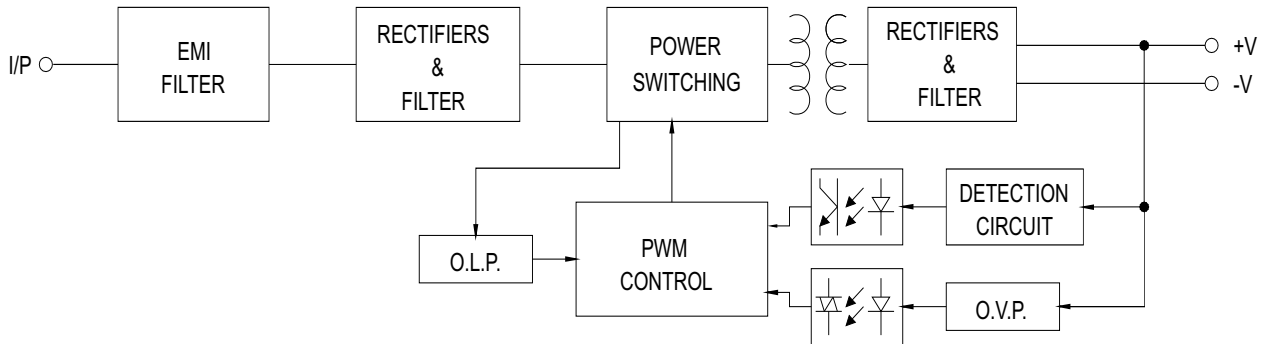 I/P
EMI
FILTER
RECTIFIERS
&
FILTER
POWER
SWITCHING
RECTIFIERS
&
FILTER
+V
-V
O.L.P.
PWM
CONTROL
DETECTION
CIRCUIT
O.V.P.